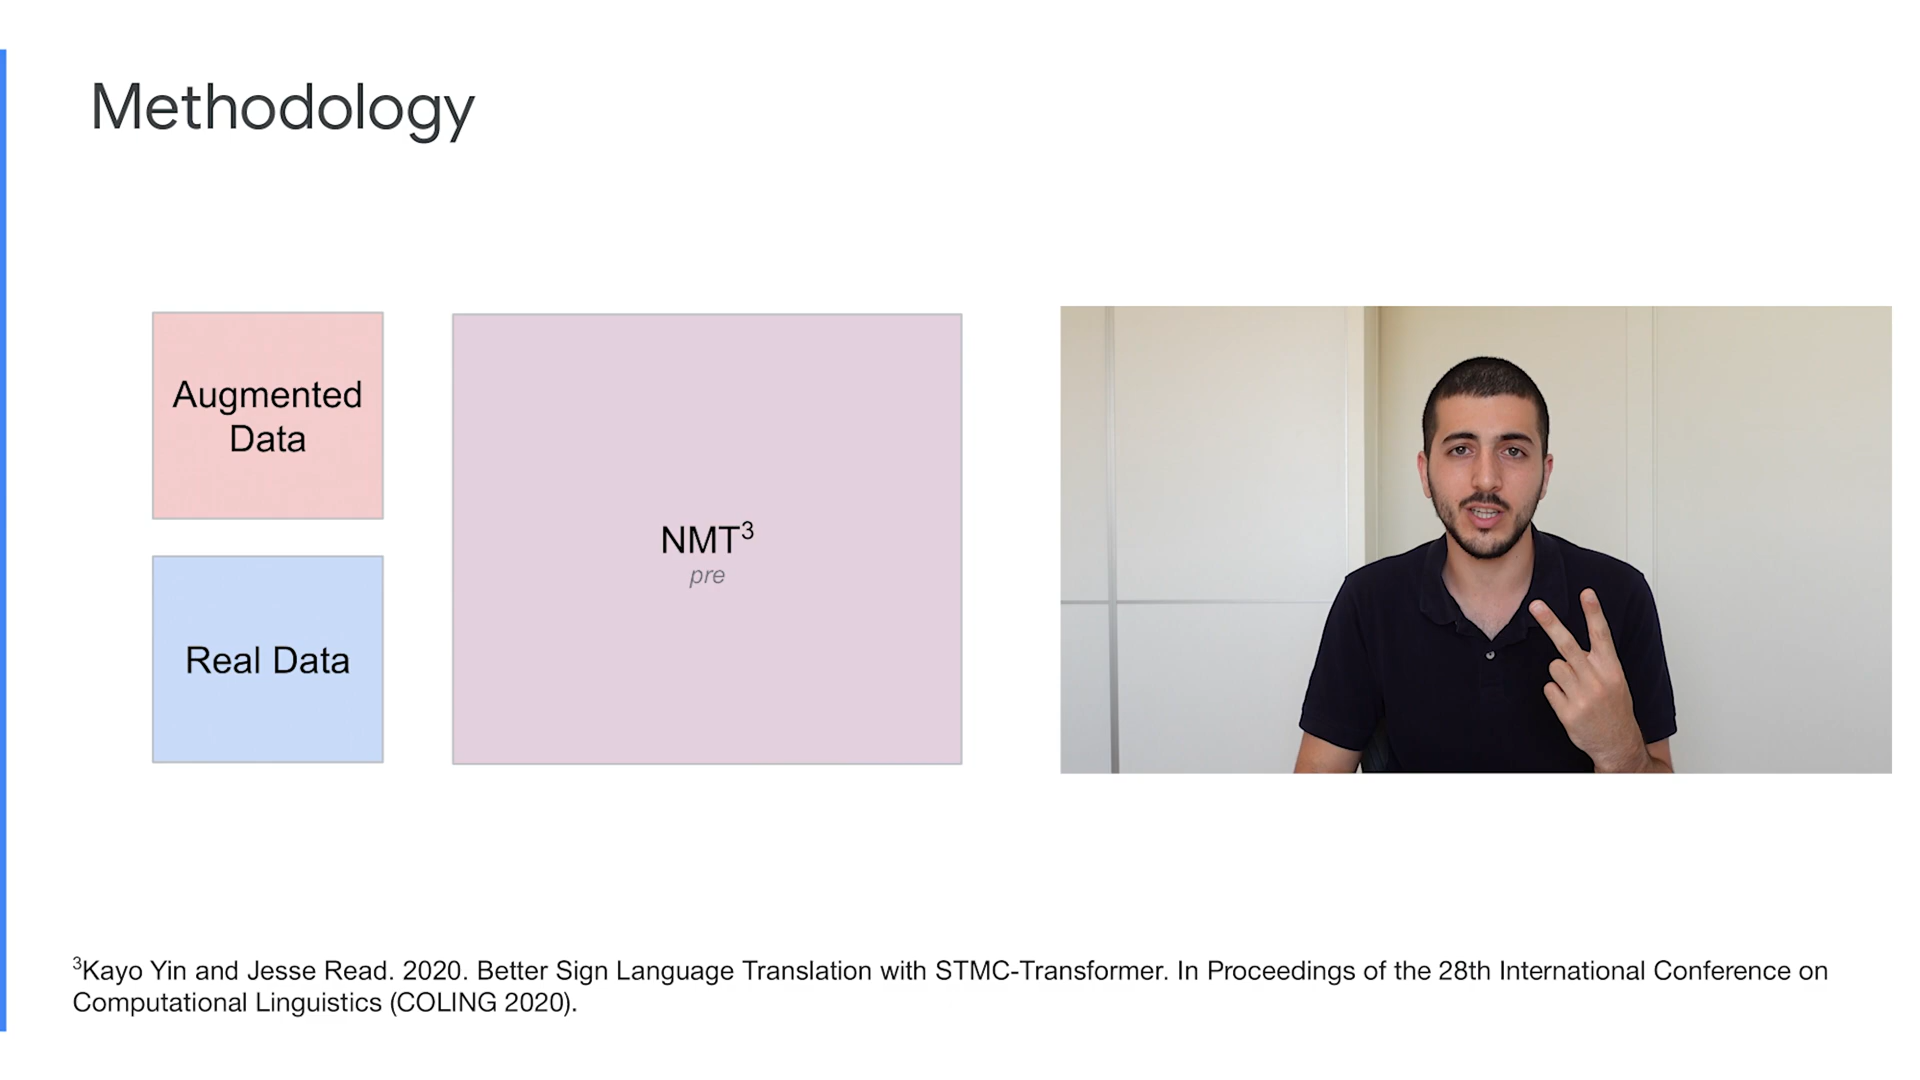 Methodology
Augmented
Data
Real Data
NMT³
pre
³Kayo Yin and Jesse Read. 2020. Better Sign Language Translation with STMC-Transformer. In Proceedings of the 28th International Conference on
Computational Linguistics (COLING 2020).